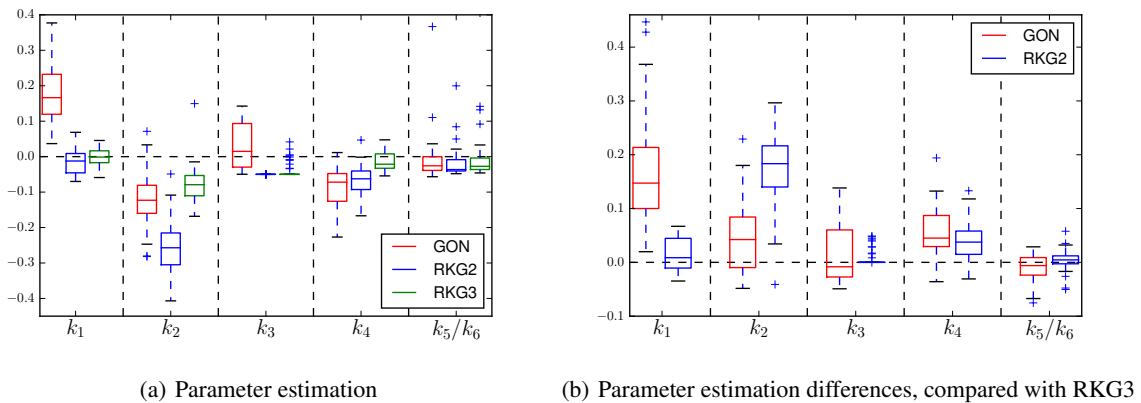 0.4
0.3
0.2
0.1
0.0
−0.1
−0.2
−0.3
−0.4
k1 k2 k3 k4 k5/k6
GON
RKG2
RKG3
(a) Parameter estimation
0.4
0.3
0.2
0.1
0.0
−0.1
k1 k2 k3 k4 k5/k6
GON
RKG2
(b) Parameter estimation differences, compared with RKG3